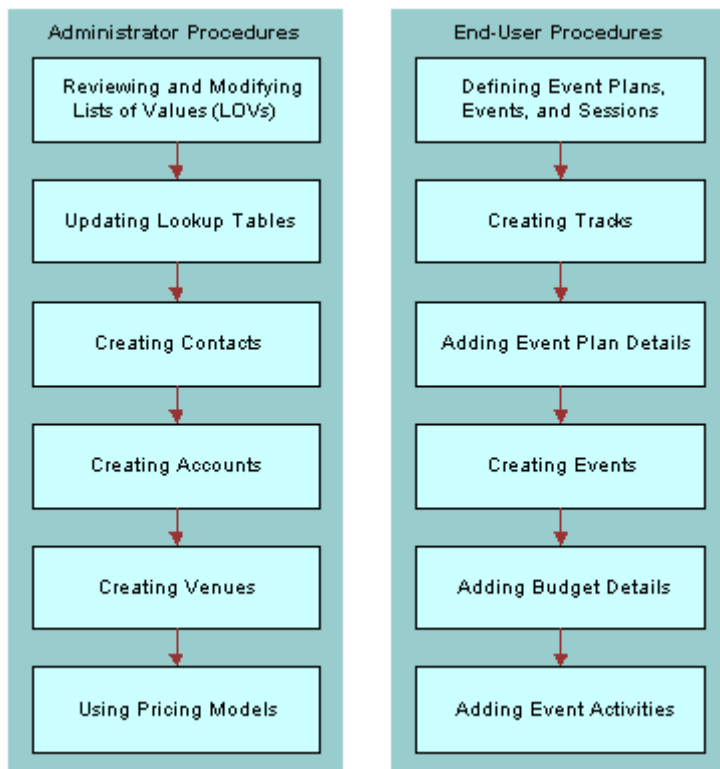 Administrator Procedures
Reviewing and Modifying
Lists of Values (LOVs)
Updating Lookup Tables
Creating Contacts
Creating Accounts
Creating Venues
Using Pricing Models
End-User Procedures
Defining Event Plans,
Events, and Sessions
Creating Tracks
Adding Event Plan Details
Creating Events
Adding Budget Details
Adding Event Activities